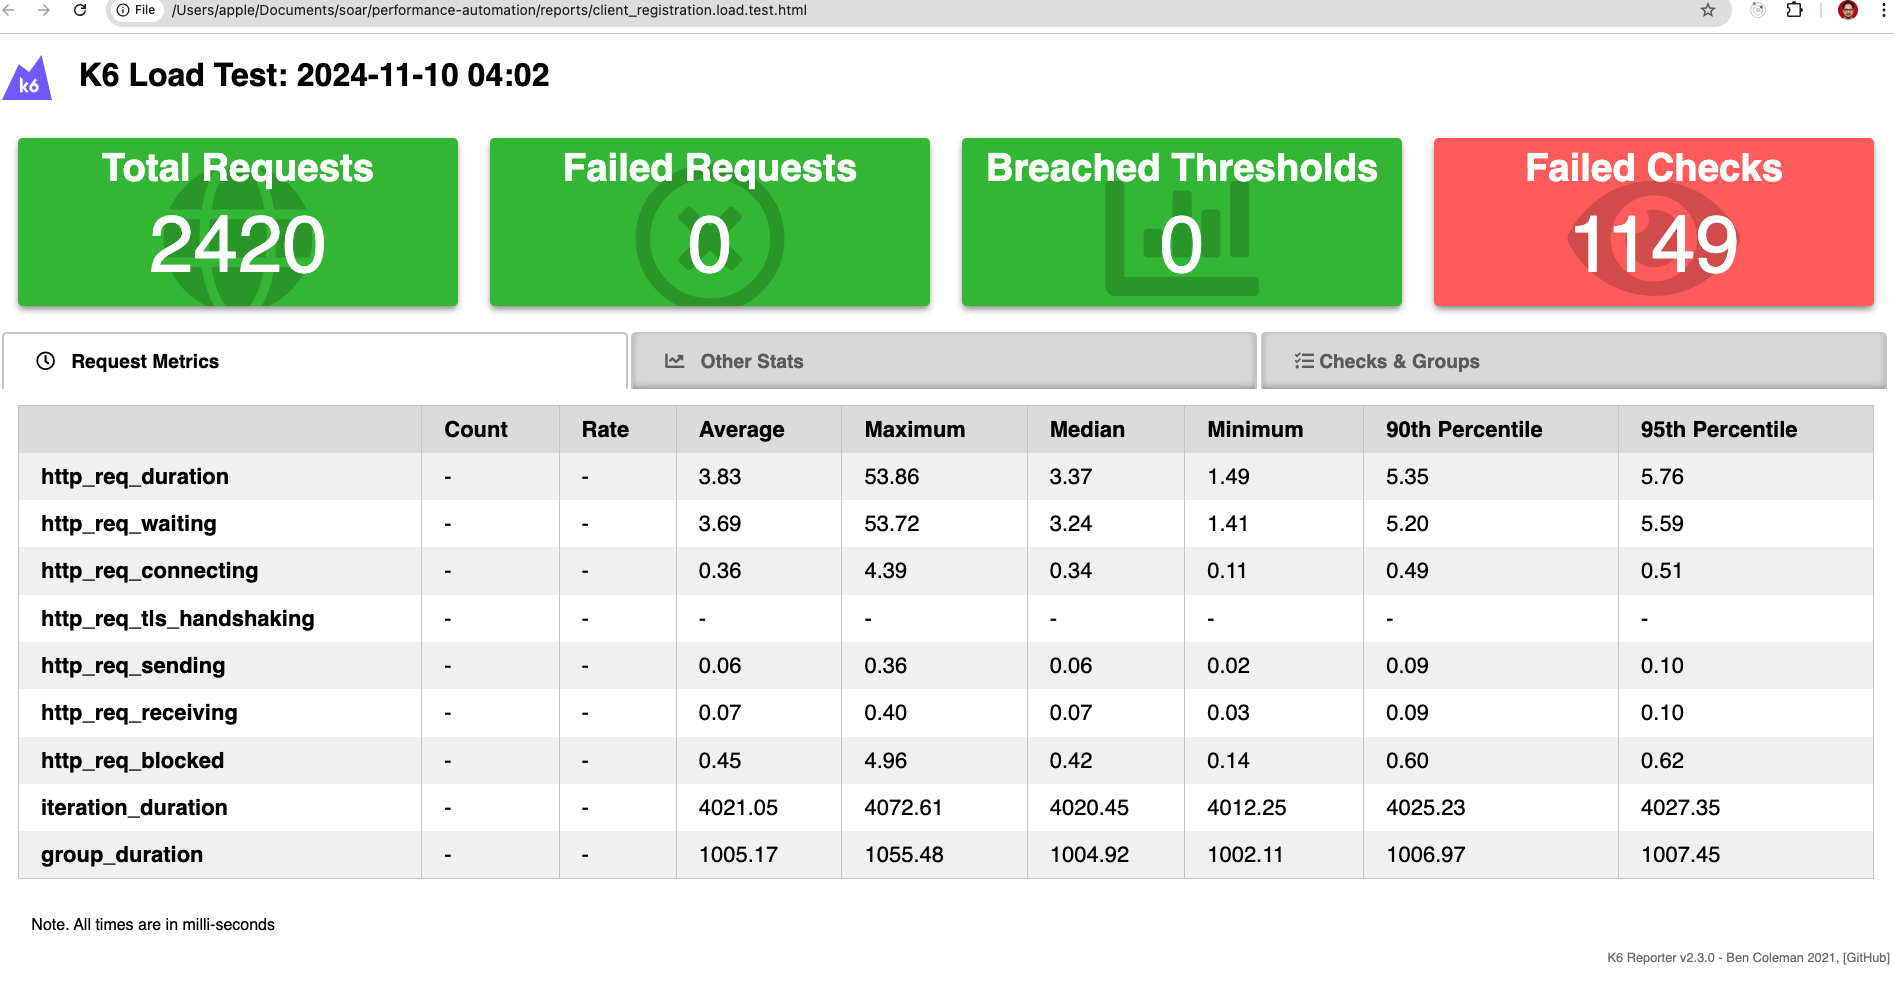 File /Users/apple/Documents/soar/performance-automation/reports/client_registration.load.test.html
k6 K6 Load Test: 2024-11-10 04:02
Total Requests Failed Requests Breached Thresholds Failed Checks
2420 0 0 1149
Request Metrics Other Stats Checks & Groups
Count Rate Average Maximum Median Minimum 90th Percentile 95th Percentile
http_req_duration - - 3.83 53.86 3.37 1.49 5.35 5.76
http_req_waiting - - 3.69 53.72 3.24 1.41 5.20 5.59
http_req_connecting - - 0.36 4.39 0.34 0.11 0.49 0.51
http_req_tls_handshaking - - - - - - - -
http_req_sending - - 0.06 0.36 0.06 0.02 0.09 0.10
http_req_receiving - - 0.07 0.40 0.07 0.03 0.09 0.10
http_req_blocked - - 0.45 4.96 0.42 0.14 0.60 0.62
iteration_duration - - 4021.05 4072.61 4020.45 4012.25 4025.23 4027.35
group_duration - - 1005.17 1055.48 1004.92 1002.11 1006.97 1007.45
Note. All times are in milli-seconds
K6 Reporter v2.3.0 - Ben Coleman 2021, [GitHub]